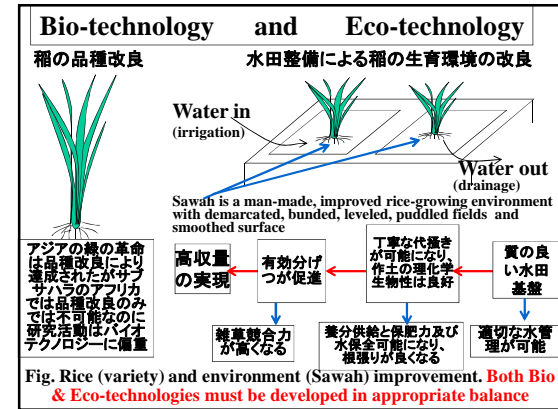 Bio-technology and Eco-technology
稲の品種改良
水田整備による稲の生育環境の改良
Water in
(irrigation)
Water out
(drainage)
Sawah is a man-made, improved rice-growing environment
with demarcated, bunded, leveled, puddled fields and
smoothed surface
アジアの緑の革命
は品種改良により
達成されたがサブ
サハラのアフリカ
では品種改良のみ
では不可能なのに
研究活動はバイオ
テクノロジーに偏重
高収量
の実現
有効分げ
つが促進
丁寧な代掻き
が可能になり、
作土の理化学
生物性は良好
質の良
い水田
基盤
雑草競合力
が高くなる
養分供給と保肥力及び
水保全可能になり、
根張りが良くなる
適切な水管
理が可能
Fig. Rice (variety) and environment (Sawah) improvement. Both Bio
& Eco-technologies must be developed in appropriate balance